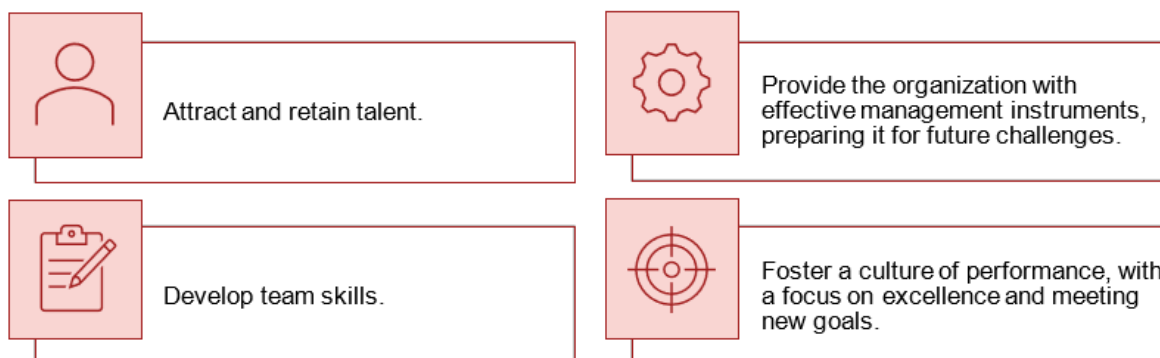 Attract and retain talent.
Provide the organization with
effective management instruments,
preparing it for future challenges.
Develop team skills.
Foster a culture of performance, with
a focus on excellence and meeting
new goals.